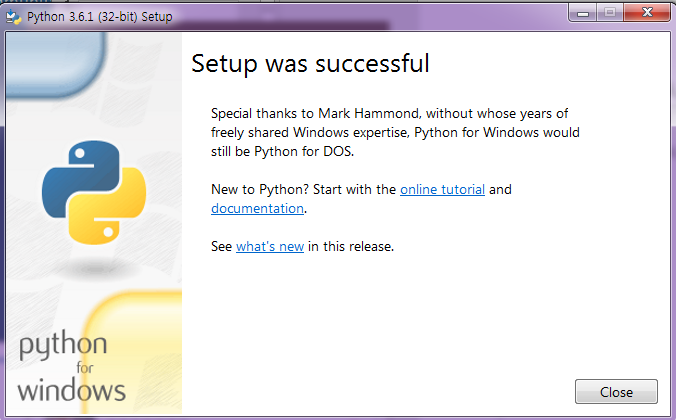 Python 3.6.1 (32-bit) Setup
Setup was successful
Special thanks to Mark Hammond, without whose years of
freely shared Windows expertise, Python for Windows would
still be Python for DOS.
New to Python? Start with the online tutorial and
documentation.
See what's new in this release.
python
for
windows
Close